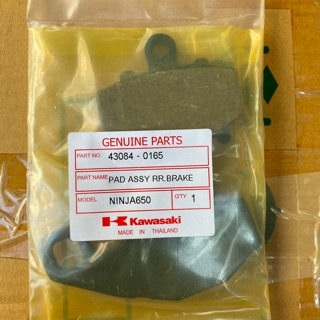 GENUINE PARTS
PART NO. 43084 - 0165
PART NAME PAD ASSY RR.BRAKE
MODEL NINJA650 Q'TY 1
Kawasaki
MADE IN THAILAND